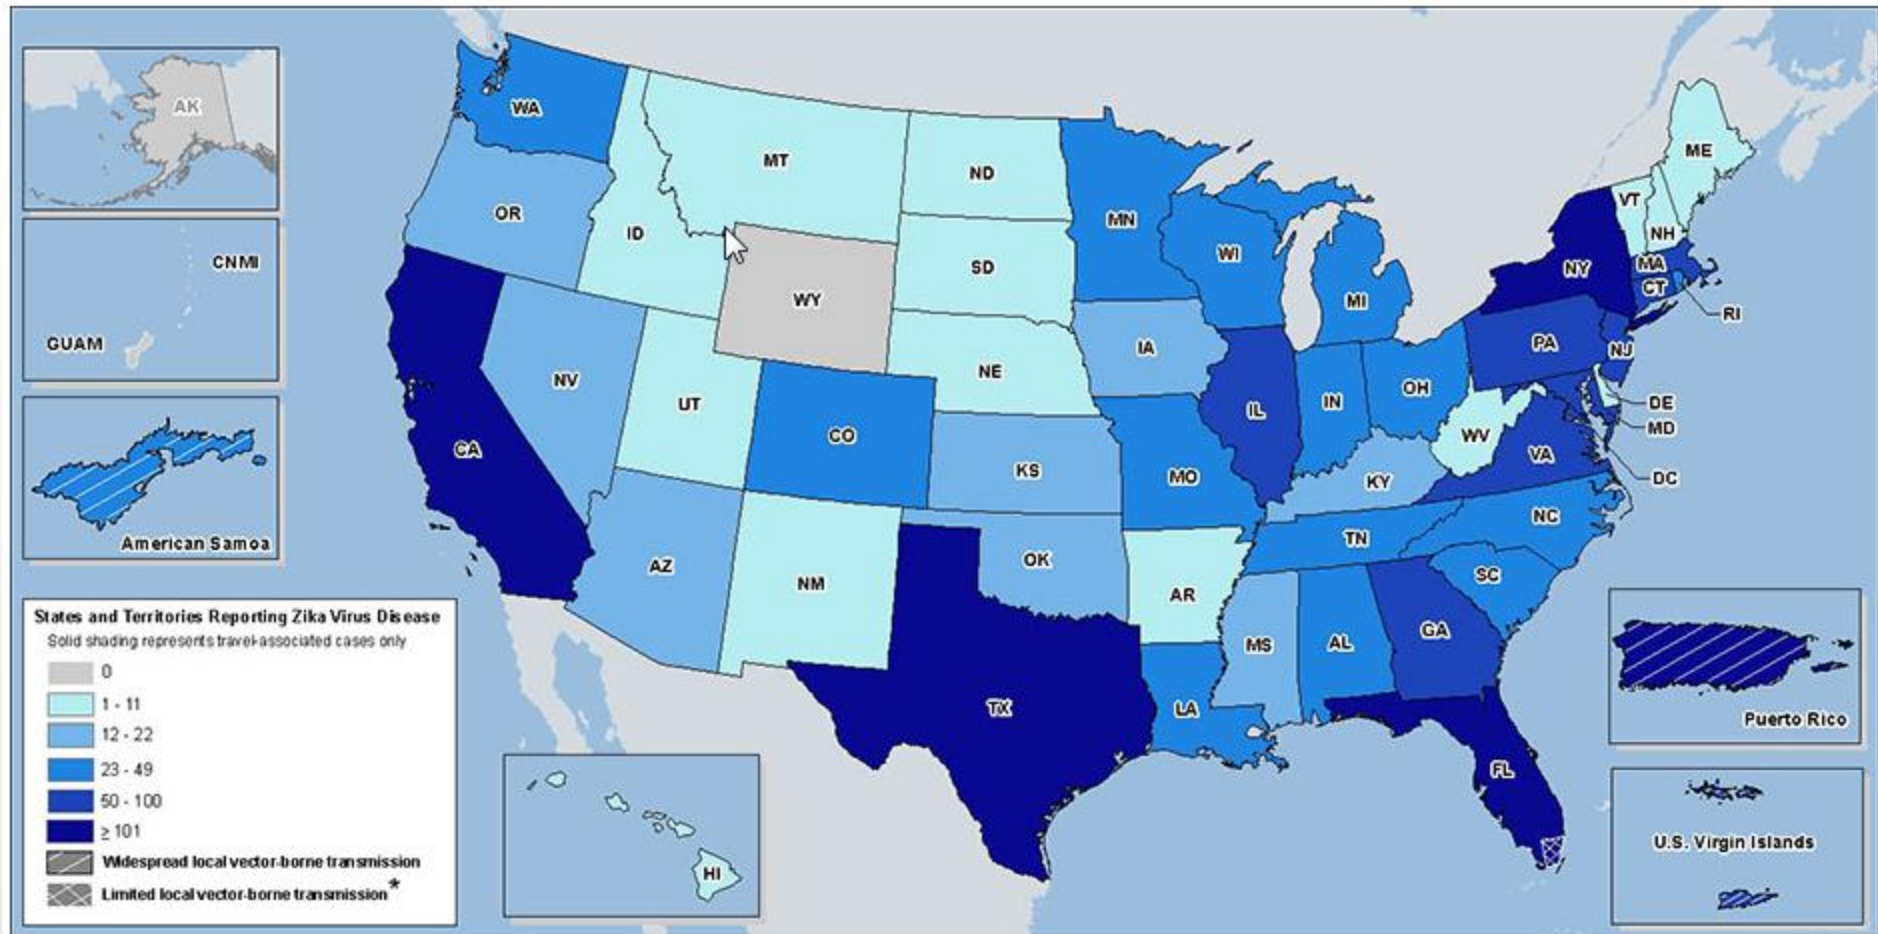 AK
CNMI
GUAM
American Samoa
States and Territories Reporting Zika Virus Disease
Solid shading represents travel-associated cases only
0
1 - 11
12 - 22
23 - 49
50 - 100
≥ 101
Widespread local vector-borne transmission
Limited local vector-borne transmission*
WA
OR
CA
ID
NV
MT
WY
UT
AZ
CO
NM
ND
SD
NE
KS
OK
TX
MN
IA
MO
AR
LA
WI
IL
MS
MI
IN
OH
KY
TN
AL
GA
FL
SC
NC
VA
WV
PA
NY
VT
NH
ME
MA
CT
RI
NJ
DE
MD
DC
HI
Puerto Rico
U.S. Virgin Islands